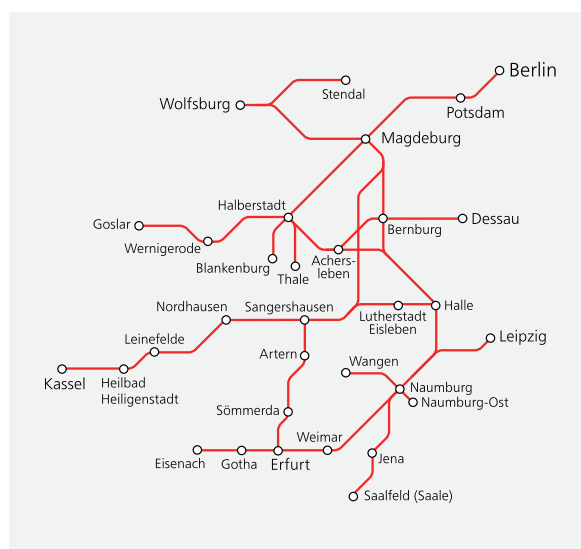 Berlin
Stendal
Wolfsburg
Potsdam
Magdeburg
Halberstadt
Goslar
Dessau
Bernburg
Wernigerode
Achers-
leben
Blankenburg
Thale
Nordhausen
Sangershausen
Halle
Lutherstadt
Eisleben
Leinefelde
Leipzig
Artern
Wangen
Kassel
Heilbad
Heiligenstadt
Naumburg
Naumburg-Ost
Sömmerda
Weimar
Eisenach
Gotha
Erfurt
Jena
Saalfeld (Saale)